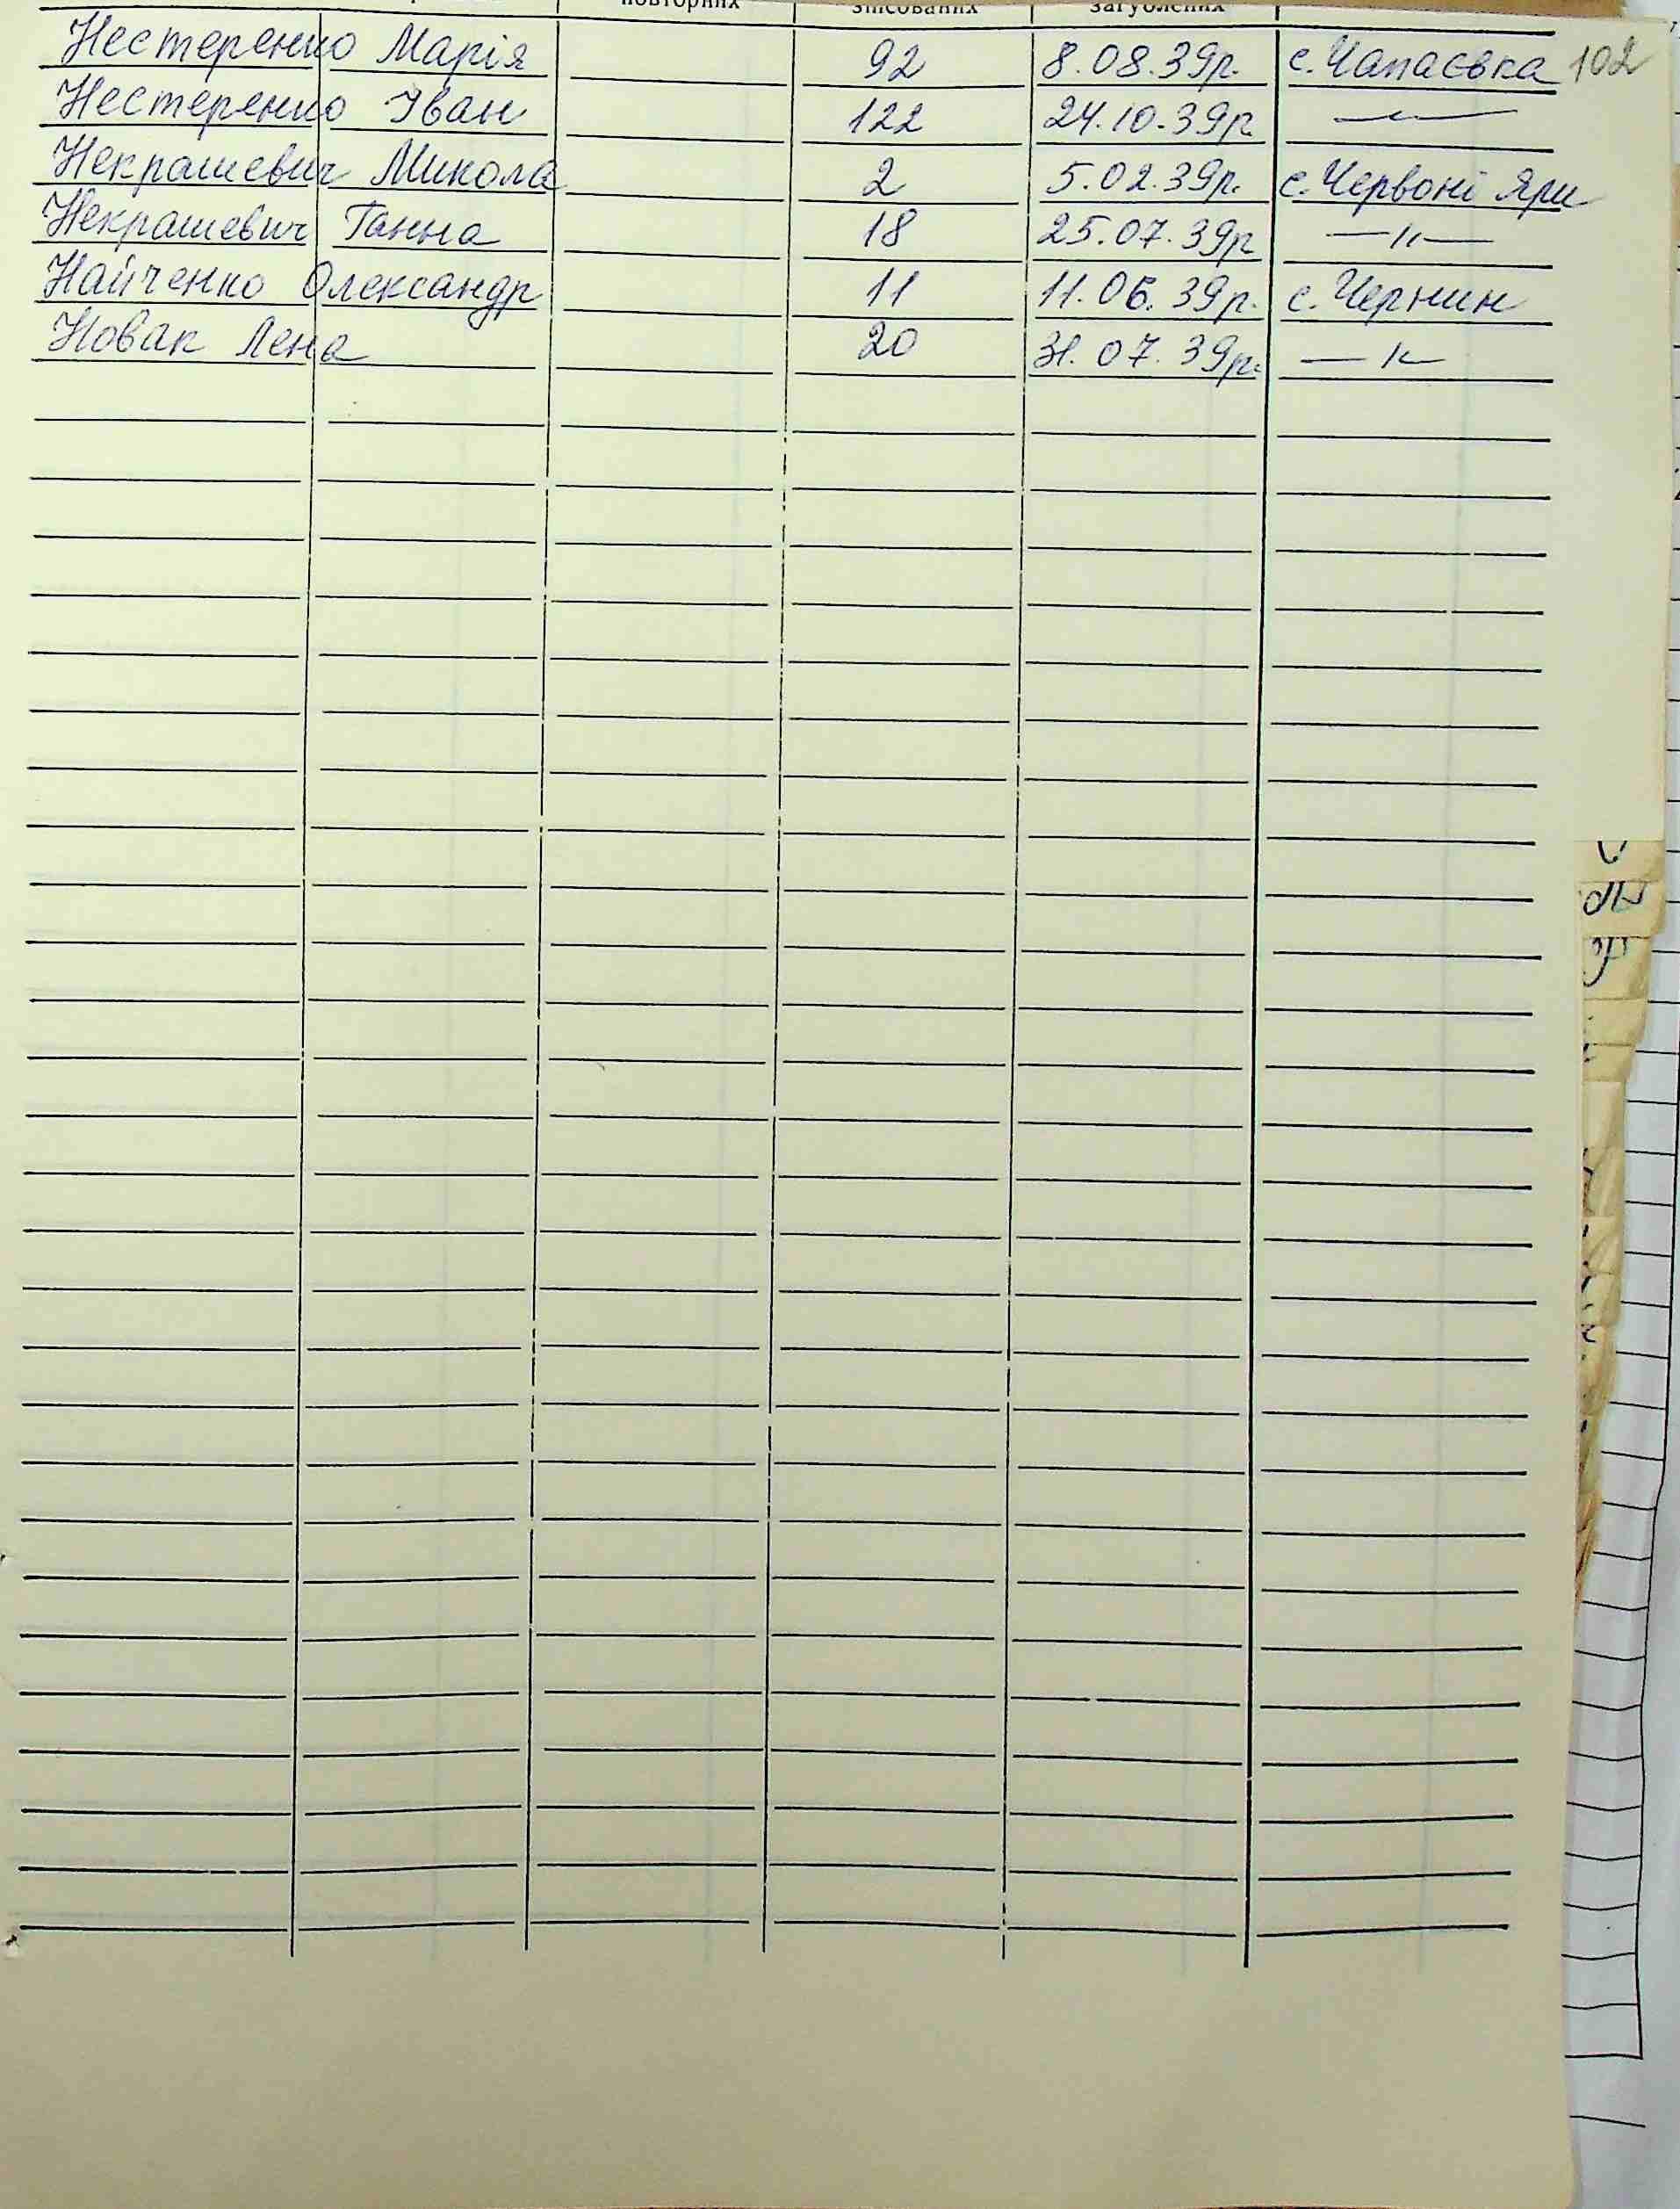 повторних зіпсованих загублених
Нестеренко Марія 92 8.08.39р. с. Чапаєвка 102
Нестеренко Іван 122 24.10.39р. —"—
Некрашевич Микола 2 5.02.39р. с. Червоні Яри
Некрашевич Ганна 18 25.07.39р —"—
Найченко Олександр 11 11.06.39р. с. Чернин
Новак Лена 20 31.07.39р. —"—